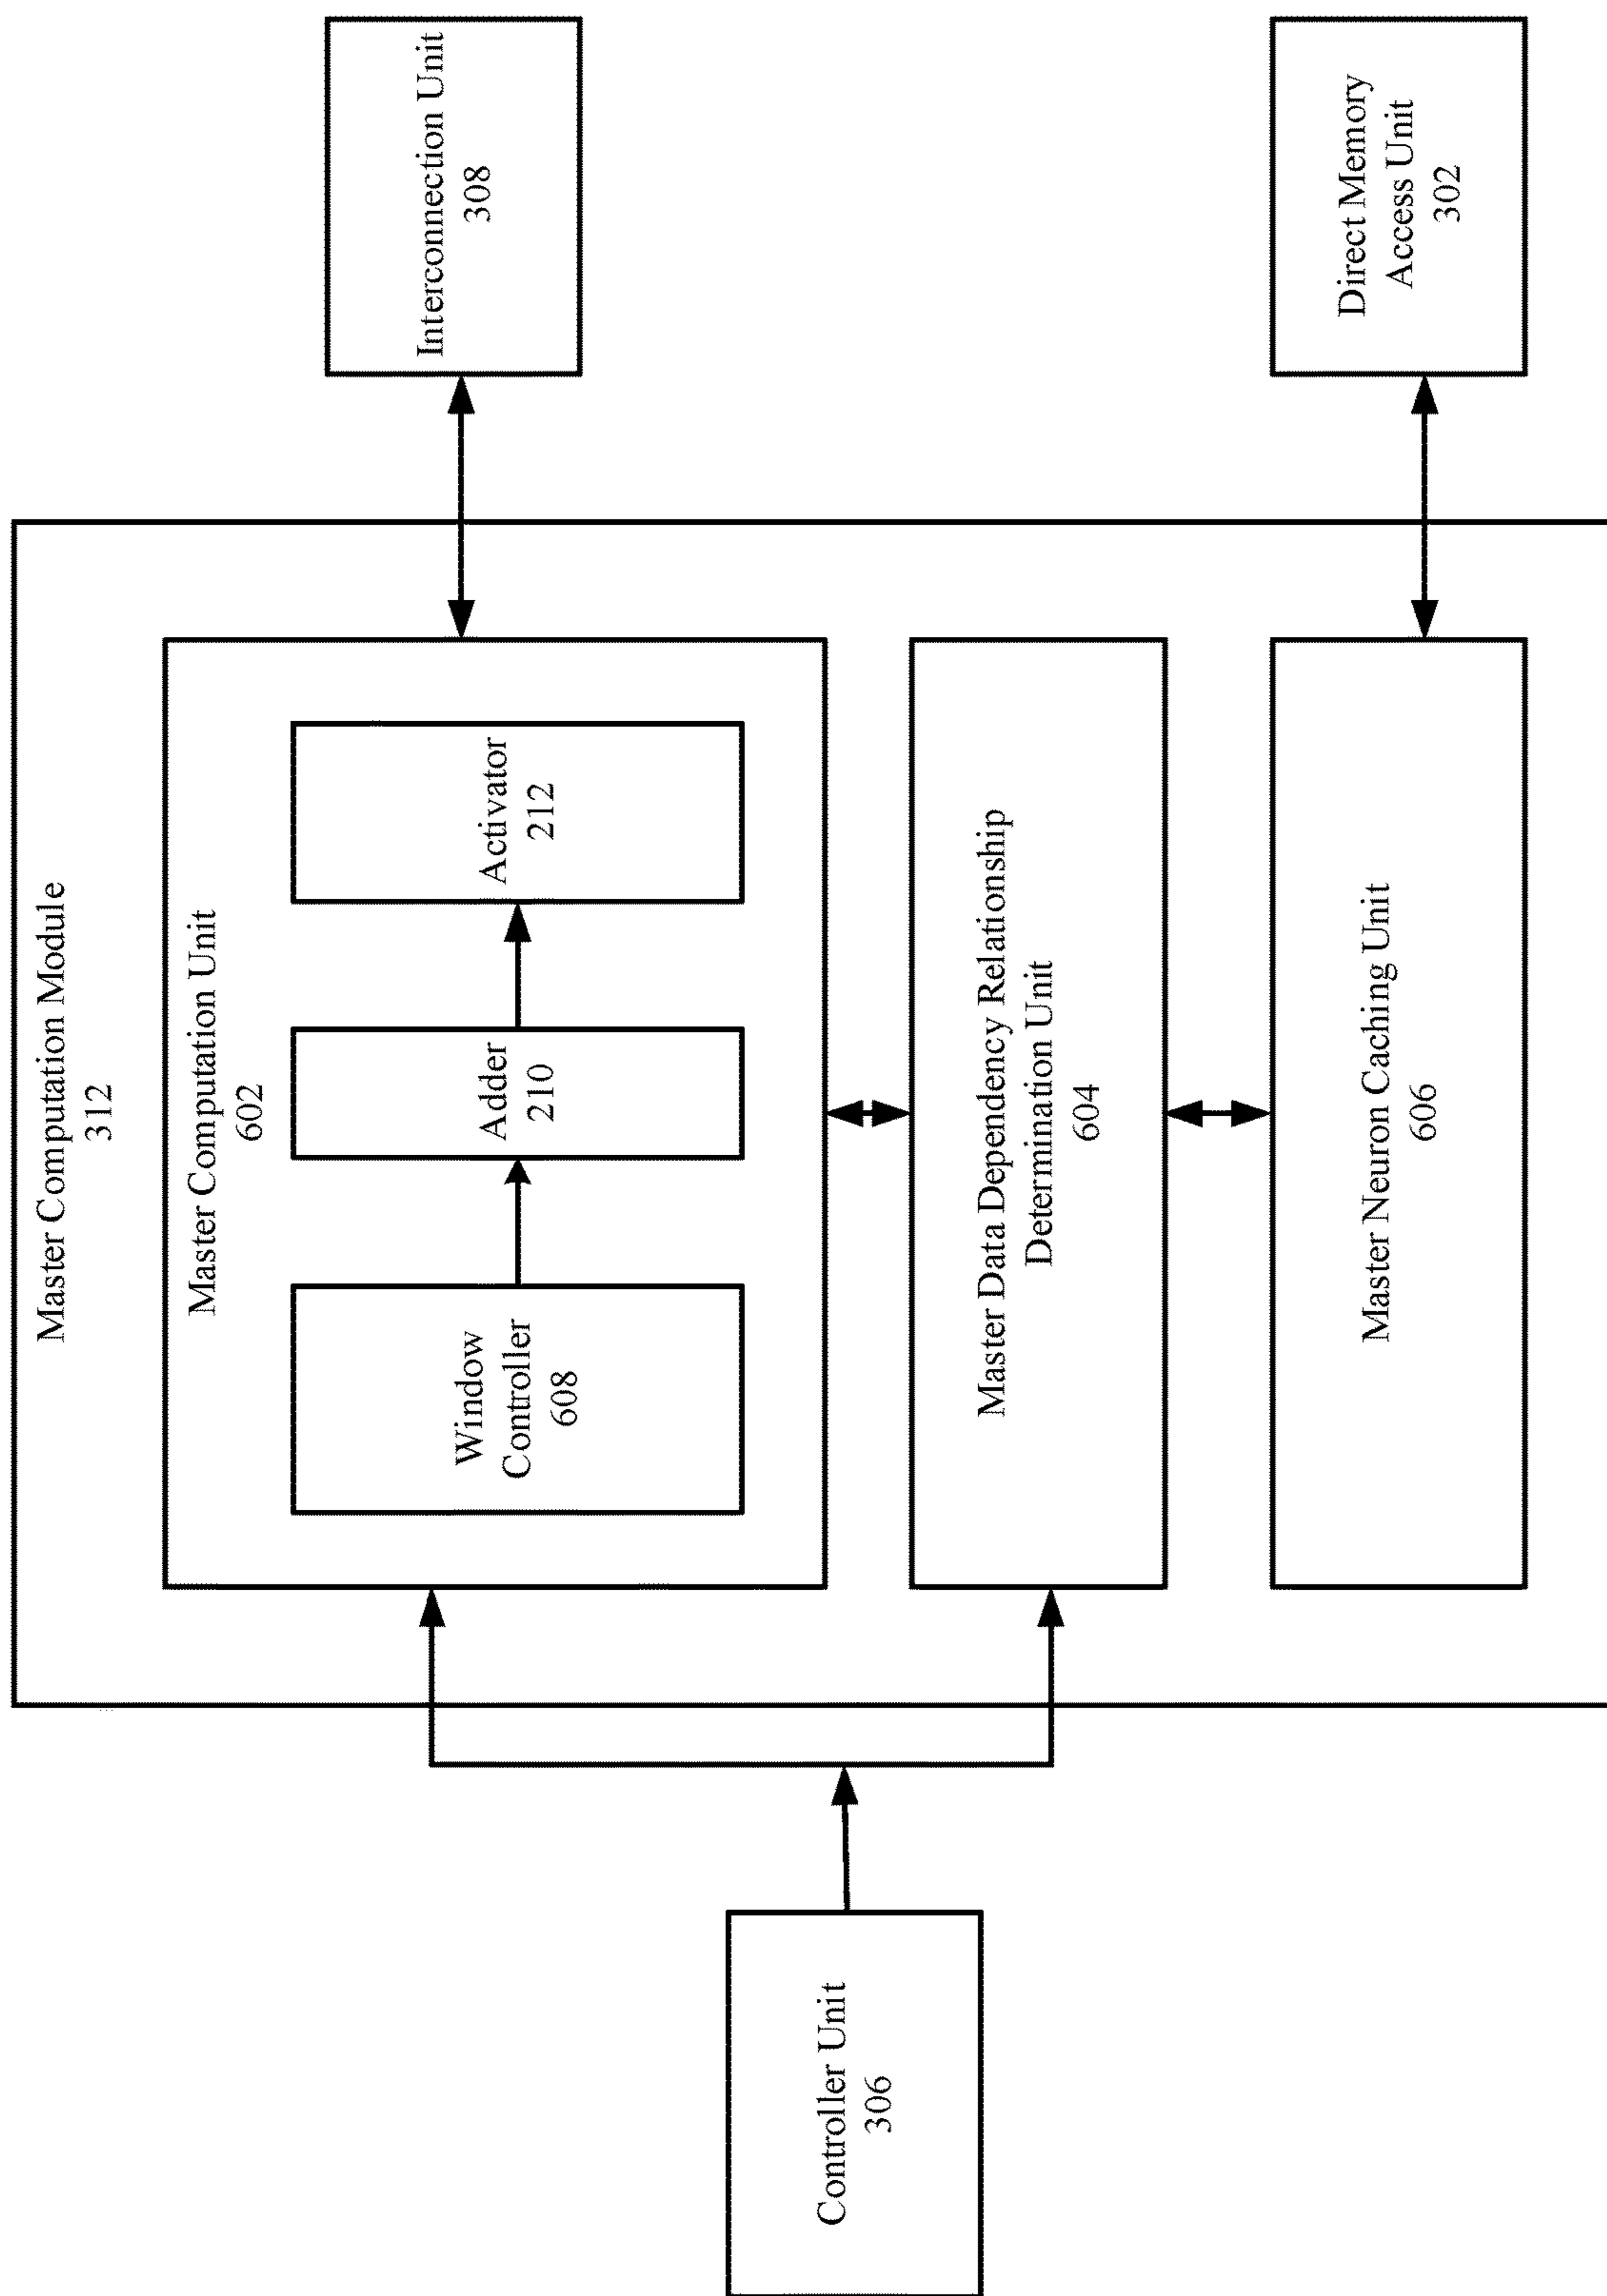 Master Computation Module
312
Master Computation Unit
602
Window
Controller
608
Adder
210
Activator
212
Master Data Dependency Relationship
Determination Unit
604
Master Neuron Caching Unit
606
Controller Unit
306
Interconnection Unit
308
Direct Memory
Access Unit
302